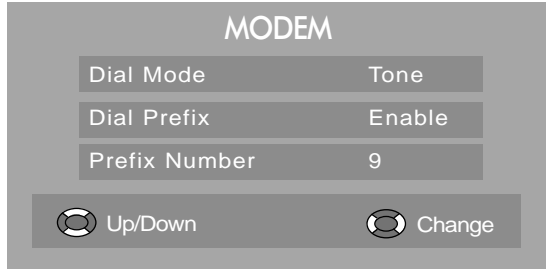 MODEM
Dial Mode Tone
Dial Prefix Enable
Prefix Number 9
Up/Down Change